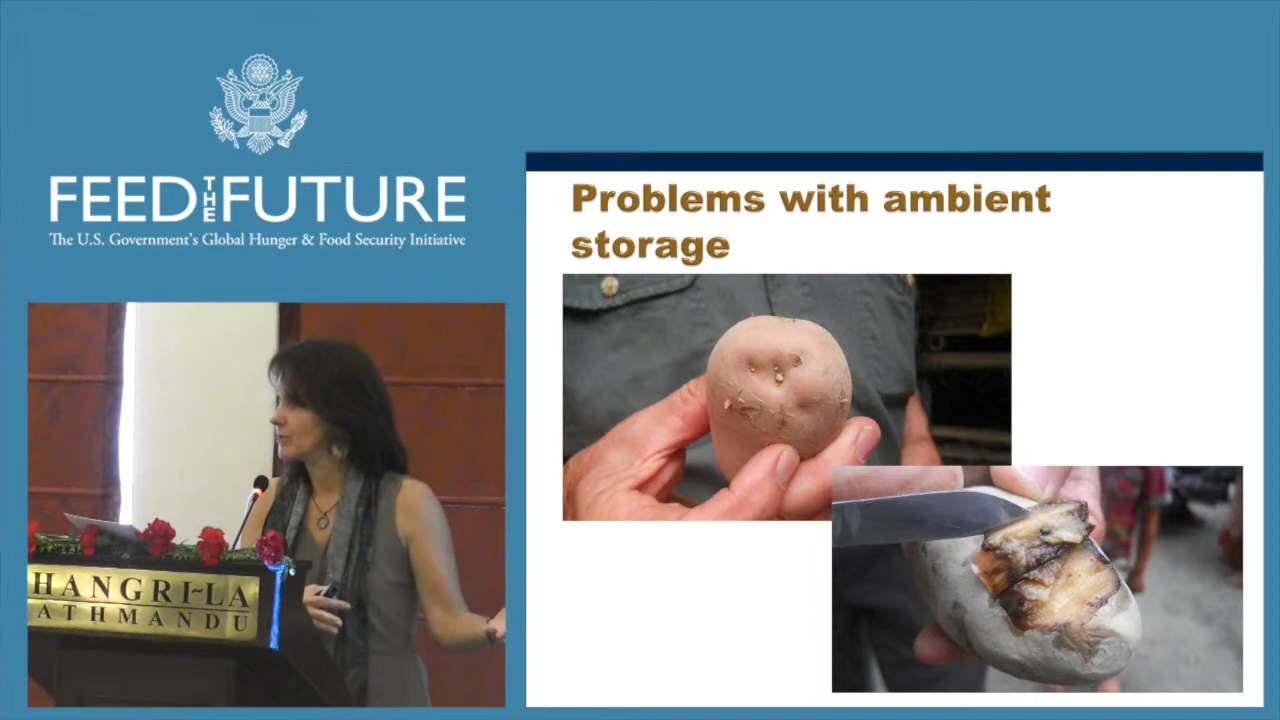 FEED THE FUTURE
The U.S. Government's Global Hunger & Food Security Initiative
Problems with ambient
storage
HANGRI~LA
ATHMANDU